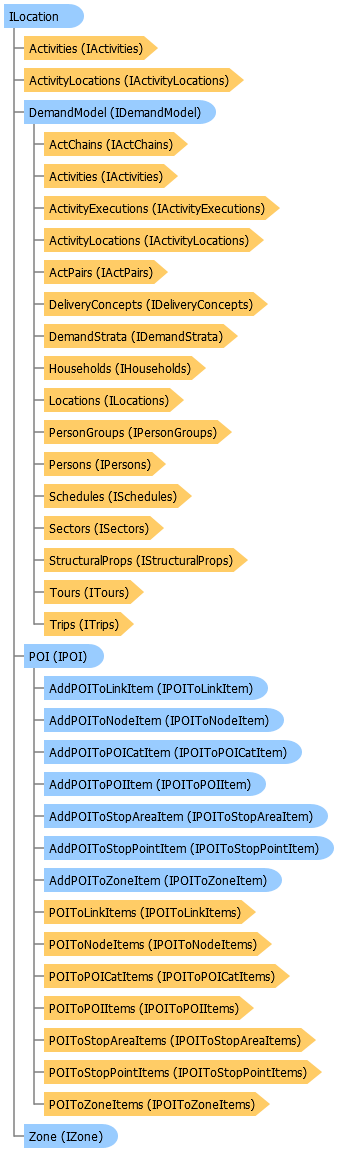 ILocation
Activities (IActivities)
ActivityLocations (IActivityLocations)
DemandModel (IDemandModel)
ActChains (IActChains)
Activities (IActivities)
ActivityExecutions (IActivityExecutions)
ActivityLocations (IActivityLocations)
ActPairs (IActPairs)
DeliveryConcepts (IDeliveryConcepts)
DemandStrata (IDemandStrata)
Households (IHouseholds)
Locations (ILocations)
PersonGroups (IPersonGroups)
Persons (IPersons)
Schedules (ISchedules)
Sectors (ISectors)
StructuralProps (IStructuralProps)
Tours (ITours)
Trips (ITrips)
POI (IPOI)
AddPOIToLinkItem (IPOIToLinkItem)
AddPOIToNodeItem (IPOIToNodeItem)
AddPOIToPOICatItem (IPOIToPOICatItem)
AddPOIToPOIItem (IPOIToPOIItem)
AddPOIToStopAreaItem (IPOIToStopAreaItem)
AddPOIToStopPointItem (IPOIToStopPointItem)
AddPOIToZoneItem (IPOIToZoneItem)
POIToLinkItems (IPOIToLinkItems)
POIToNodeItems (IPOIToNodeItems)
POIToPOICatItems (IPOIToPOICatItems)
POIToPOIItems (IPOIToPOIItems)
POIToStopAreaItems (IPOIToStopAreaItems)
POIToStopPointItems (IPOIToStopPointItems)
POIToZoneItems (IPOIToZoneItems)
Zone (IZone)